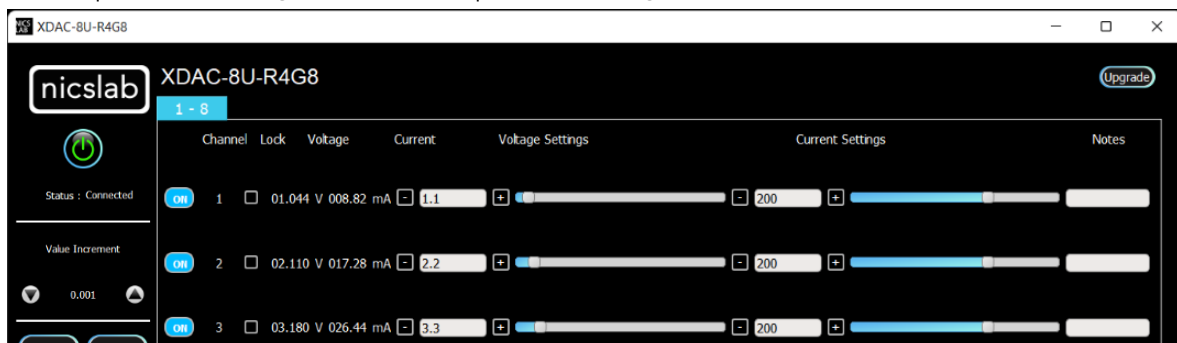 NICS LAB XDAC-8U-R4G8
nicslab XDAC-8U-R4G8 Upgrade
1 - 8
Channel Lock Voltage Current Voltage Settings Current Settings Notes
Status : Connected
ON 1 01.044 V 008.82 mA - 1.1 + - 200 +
Value Increment
ON 2 02.110 V 017.28 mA - 2.2 + - 200 +
0.001
ON 3 03.180 V 026.44 mA - 3.3 + - 200 +